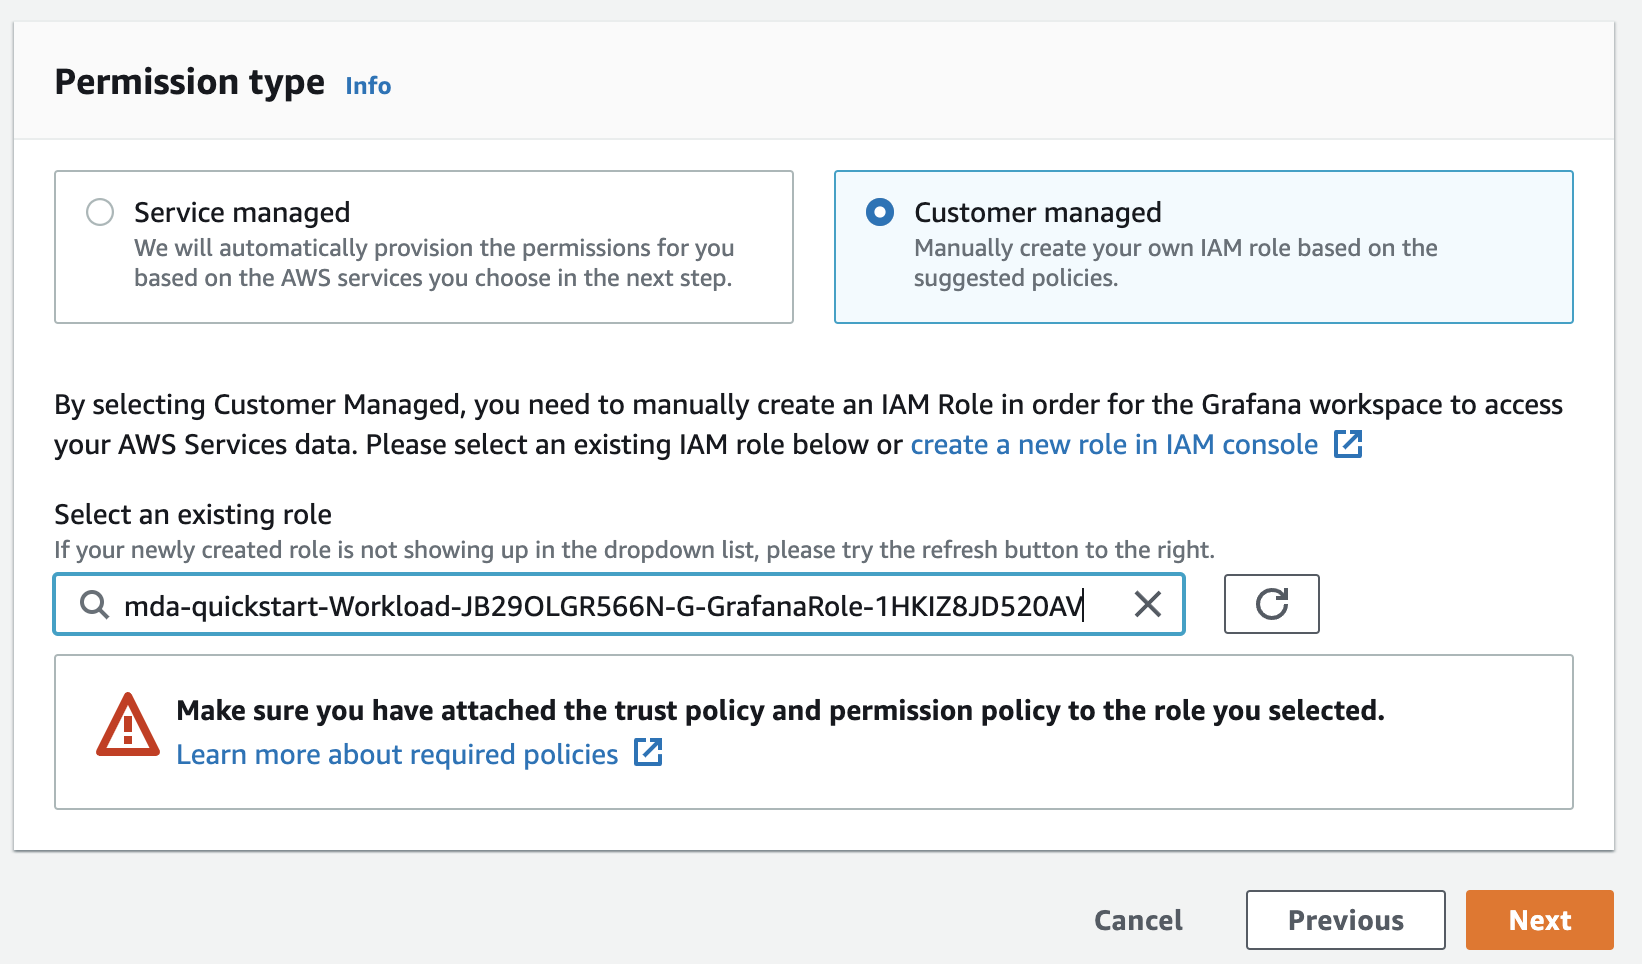 Permission type Info
Service managed
We will automatically provision the permissions for you
based on the AWS services you choose in the next step.
Customer managed
Manually create your own IAM role based on the
suggested policies.
By selecting Customer Managed, you need to manually create an IAM Role in order for the Grafana workspace to access
your AWS Services data. Please select an existing IAM role below or create a new role in IAM console
Select an existing role
If your newly created role is not showing up in the dropdown list, please try the refresh button to the right.
mda-quickstart-Workload-JB29OLGR566N-G-GrafanaRole-1HKIZ8JD520AV
Make sure you have attached the trust policy and permission policy to the role you selected.
Learn more about required policies
Cancel
Previous
Next